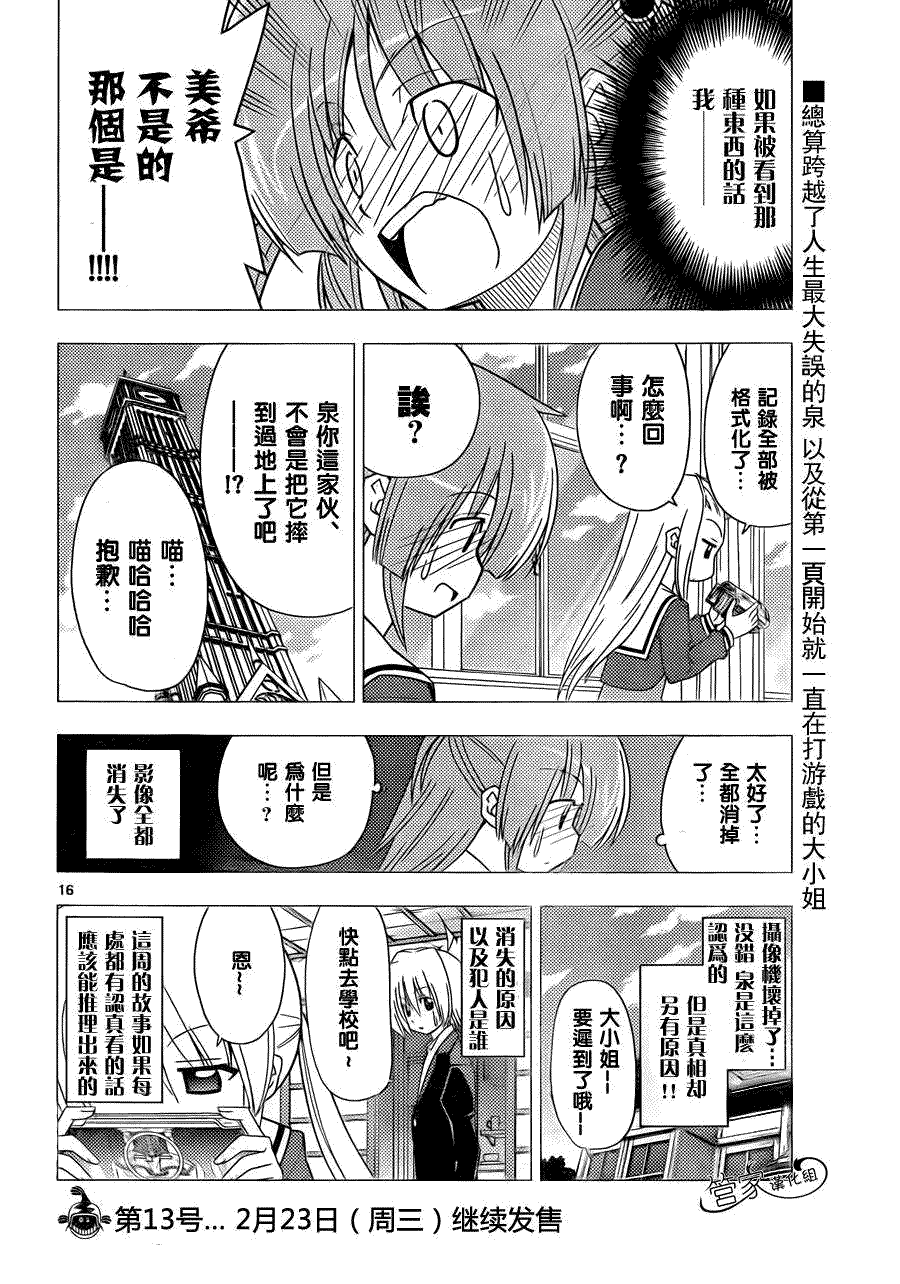 ■總算跨越了人生最大失誤的泉 以及從第一頁開始就一直在打游戲的大小姐
如果被看到那
種東西的話
我——
美希
不是的
那個是——
!!!!
記錄全部被
格式化了…
怎麼回
事啊…?
誒?
泉你這家伙、
不會是把它摔
到過地上了吧
——!?
喵…
喵哈哈哈
抱歉…
太好了…
全都消掉
了…
但是
為什麼
呢…?
影像全都
消失了
16
攝像機壞掉了…
没錯 泉是這麼
認爲的
但是真相却
另有原因!!
大小姐—
要遲到了哦—
消失的原因
以及犯人是誰
快點去學校吧~
恩~~
這周的故事如果每
處都有認真看的話
應該能推理出來的
管家漢化組
第13号... 2月23日（周三）继续发售